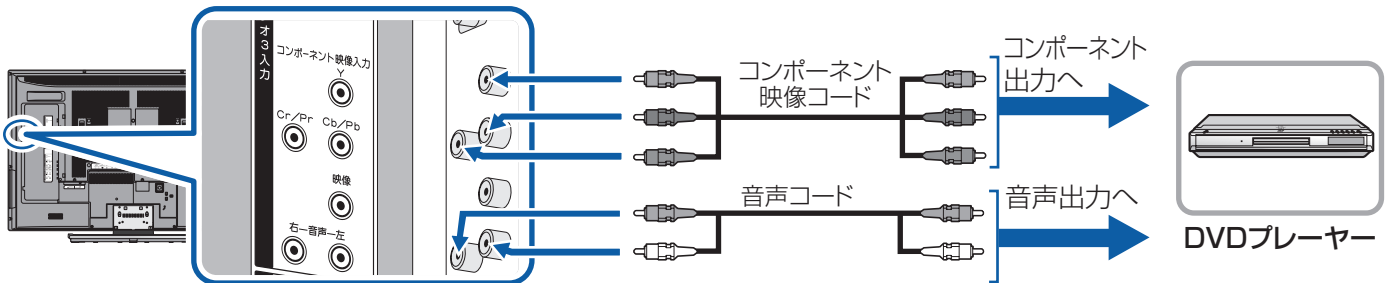 オ3入力
コンポーネント映像入力
Y
Cr/Pr Cb/Pb
映像
右ー音声ー左
コンポーネント
映像コード
音声コード
コンポーネント
出力へ
音声出力へ
DVDプレーヤー